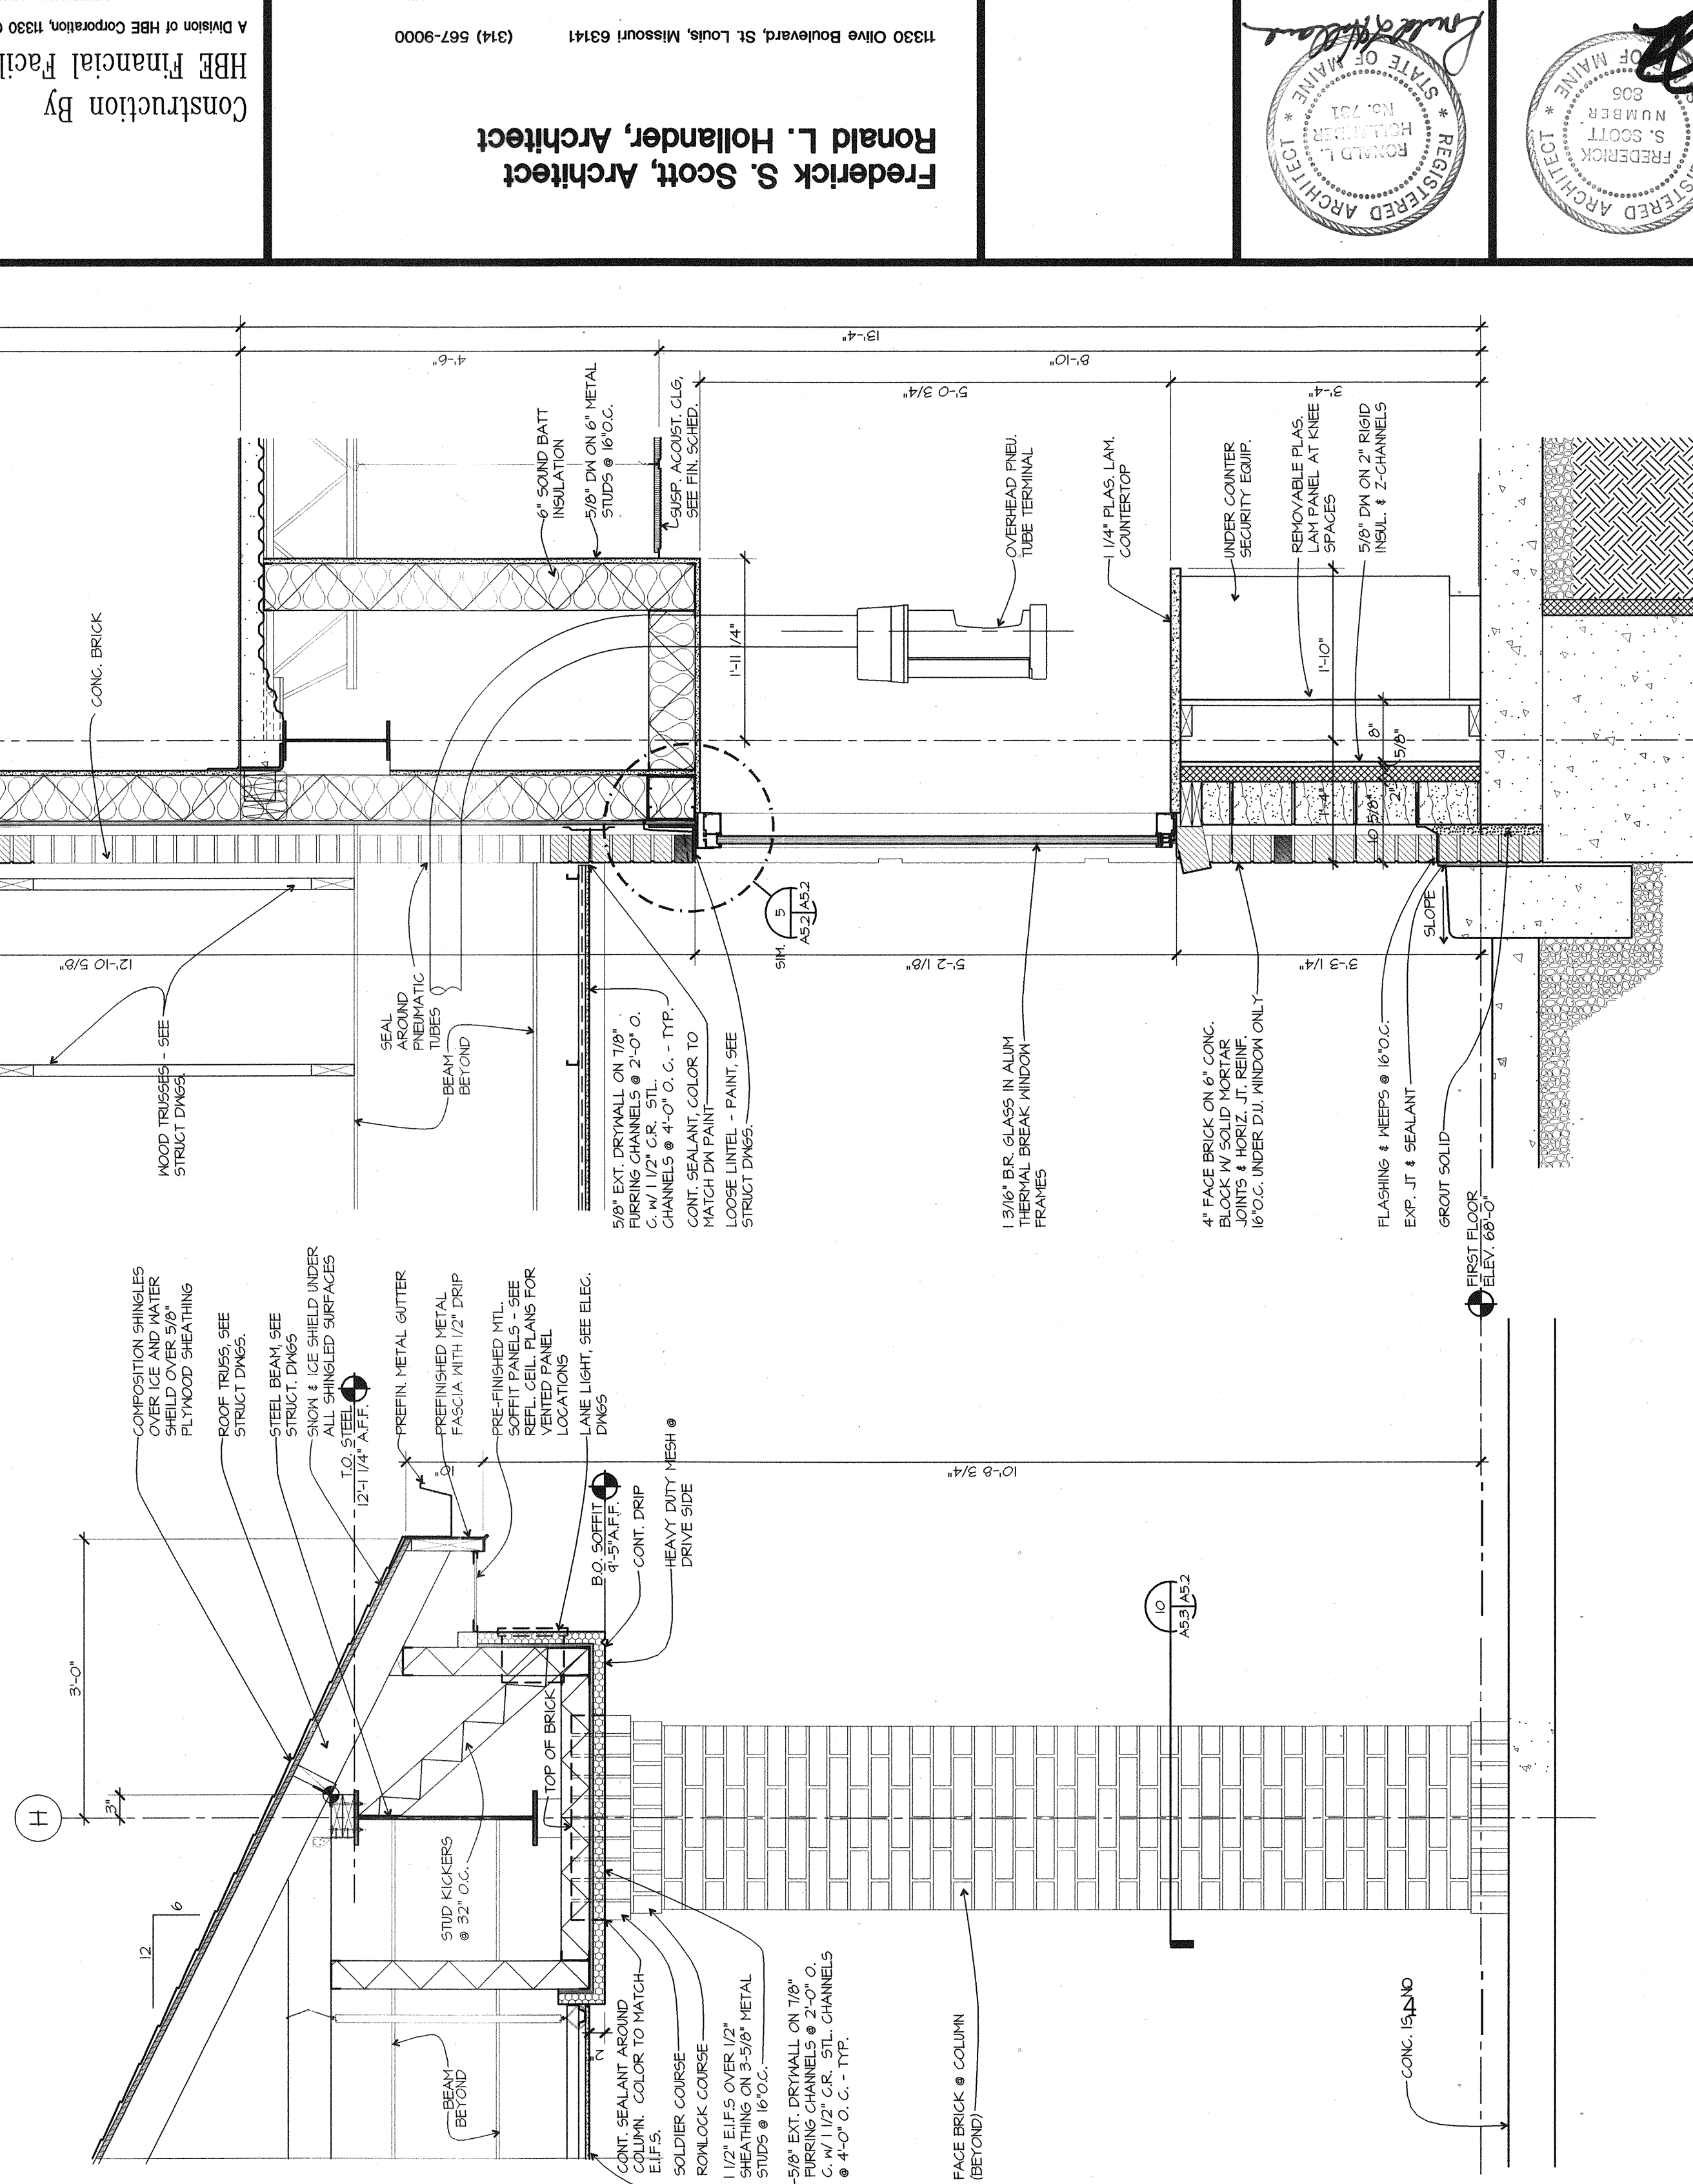 A Division of HBE Corporation, 11330
HBE Financial Facil
Construction By
11330 Olive Boulevard, St. Louis, Missouri 63141 (314) 567-9000
Frederick S. Scott, Architect
Ronald L. Hollander, Architect
REGISTERED ARCHITECT
STATE OF MAINE
RONALD L.
HOLLANDER
No. 731
FREDERICK
S. SCOTT
NUMBER
806
13'-4"
4'-6"
8'-10"
5'-0 3/4"
3'-4"
CONC. BRICK
6" SOUND BATT
INSULATION
5/8" DW ON 6" METAL
STUDS @ 16"O.C.
SUSP. ACOUST. CLG,
SEE FIN. SCHED.
OVERHEAD PNEU.
TUBE TERMINAL
1 1/4" PLAS. LAM.
COUNTERTOP
UNDER COUNTER
SECURITY EQUIP.
REMOVABLE PLAS.
LAM PANEL AT KNEE
SPACES
5/8" DW ON 2" RIGID
INSUL. & Z-CHANNELS
1'-11 1/4"
1'-10"
8"
5/8"
2"
1'-4"
10 5/8"
SIM.
5
A5.2 A5.2
12'-10 5/8"
5'-2 1/8"
3'-3 1/4"
SLOPE
WOOD TRUSSES - SEE
STRUCT DWGS.
SEAL
AROUND
PNEUMATIC
TUBES
BEAM
BEYOND
5/8" EXT. DRYWALL ON 7/8"
FURRING CHANNELS @ 2'-0" O.
C. W/ 1 1/2" C.R. STL.
CHANNELS @ 4'-0" O. C. - TYP.
CONT. SEALANT, COLOR TO
MATCH DW PAINT
LOOSE LINTEL - PAINT, SEE
STRUCT DWGS.
1 3/16" B.R. GLASS IN ALUM
THERMAL BREAK WINDOW
FRAMES
4" FACE BRICK ON 6" CONC.
BLOCK W/ SOLID MORTAR
JOINTS & HORIZ. JT. REINF.
16"O.C. UNDER D.U. WINDOW ONLY
FLASHING & WEEPS @ 16"O.C.
EXP. JT & SEALANT
GROUT SOLID
FIRST FLOOR
ELEV. 68'-0"
COMPOSITION SHINGLES
OVER ICE AND WATER
SHEILD OVER 5/8"
PLYWOOD SHEATHING
ROOF TRUSS, SEE
STRUCT DWGS.
STEEL BEAM, SEE
STRUCT. DWGS
SNOW & ICE SHIELD UNDER
ALL SHINGLED SURFACES
T.O. STEEL
12'-1 1/4" A.F.F.
PREFIN. METAL GUTTER
PREFINISHED METAL
FASCIA WITH 1/2" DRIP
PRE-FINISHED MTL.
SOFFIT PANELS - SEE
REFL. CEIL. PLANS FOR
VENTED PANEL
LOCATIONS
LANE LIGHT, SEE ELEC.
DWGS
B.O. SOFFIT
9'-5"A.F.F.
CONT. DRIP
HEAVY DUTY MESH @
DRIVE SIDE
10'-8 3/4"
3'-0"
3"
H
12
6
STUD KICKERS
@ 32" O.C.
TOP OF BRICK
10
A5.3 A5.2
BEAM
BEYOND
2"
CONT. SEALANT AROUND
COLUMN. COLOR TO MATCH
E.I.F.S.
SOLDIER COURSE
ROWLOCK COURSE
1 1/2" E.I.F.S OVER 1/2"
SHEATHING ON 3-5/8" METAL
STUDS @ 16"O.C.
5/8" EXT. DRYWALL ON 7/8"
FURRING CHANNELS @ 2'-0" O.
C. W/ 1 1/2" C.R. STL. CHANNELS
@ 4'-0" O. C. - TYP.
FACE BRICK @ COLUMN
(BEYOND)
CONC. ISLND
4